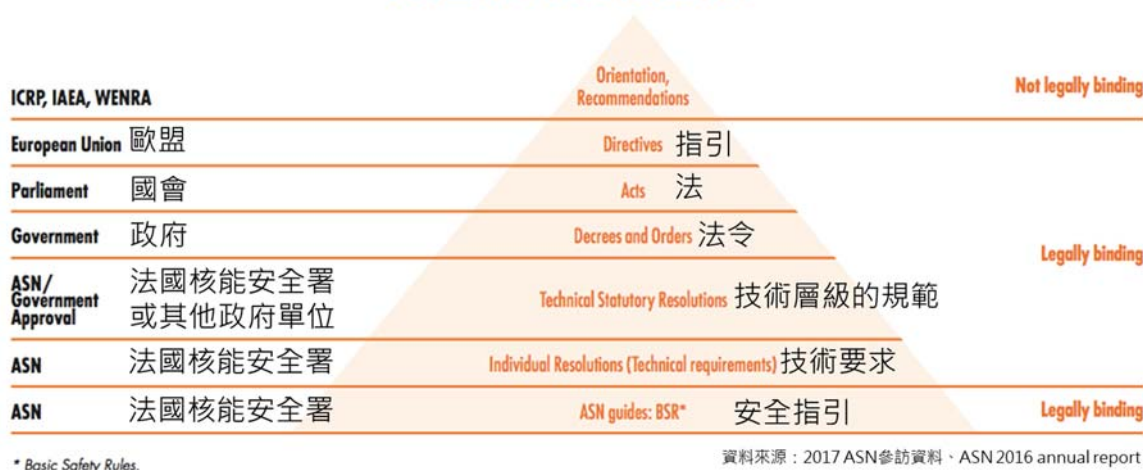 ICRP, IAEA, WENRA
Orientation,
Recommendations
Not legally binding
European Union 歐盟
Directives 指引
Parliament 國會
Acts 法
Government 政府
Decrees and Orders 法令
Legally binding
ASN/
Government
Approval
法國核能安全署
或其他政府單位
Technical Statutory Resolutions 技術層級的規範
ASN 法國核能安全署
Individual Resolutions (Technical requirements) 技術要求
ASN 法國核能安全署
ASN guides: BSR* 安全指引
Legally binding
* Basic Safety Rules.
資料來源：2017 ASN參訪資料、ASN 2016 annual report